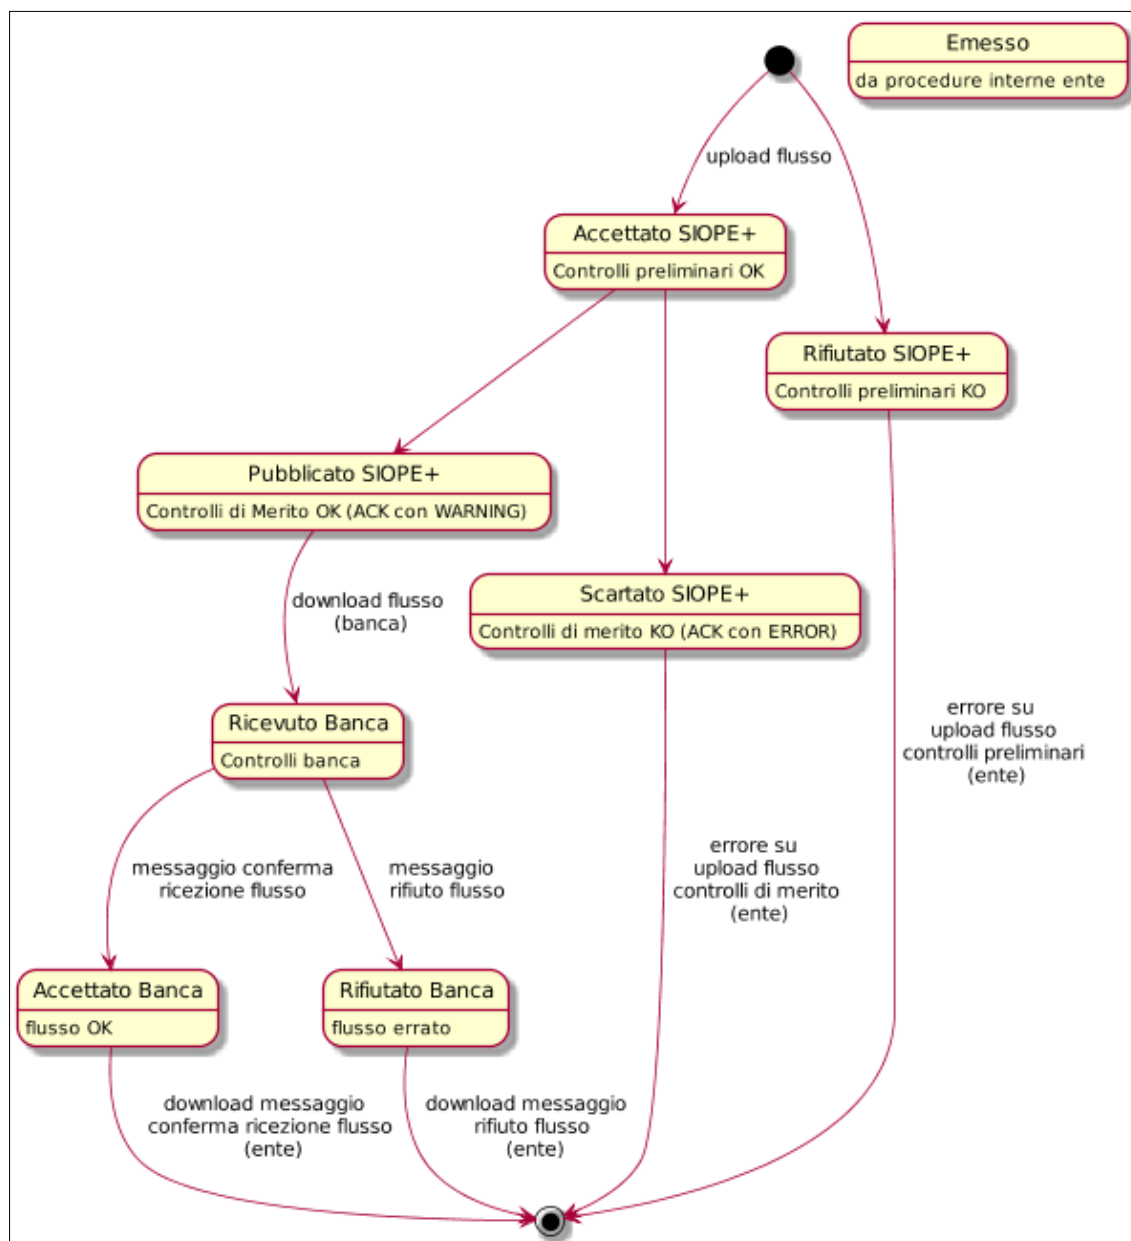 Emesso
da procedure interne ente
upload flusso
Accettato SIOPE+
Controlli preliminari OK
Rifiutato SIOPE+
Controlli preliminari KO
Pubblicato SIOPE+
Controlli di Merito OK (ACK con WARNING)
download flusso
(banca)
Scartato SIOPE+
Controlli di merito KO (ACK con ERROR)
Ricevuto Banca
Controlli banca
errore su
upload flusso
controlli preliminari
(ente)
messaggio conferma
ricezione flusso
messaggio
rifiuto flusso
errore su
upload flusso
controlli di merito
(ente)
Accettato Banca
flusso OK
Rifiutato Banca
flusso errato
download messaggio
conferma ricezione flusso
(ente)
download messaggio
rifiuto flusso
(ente)